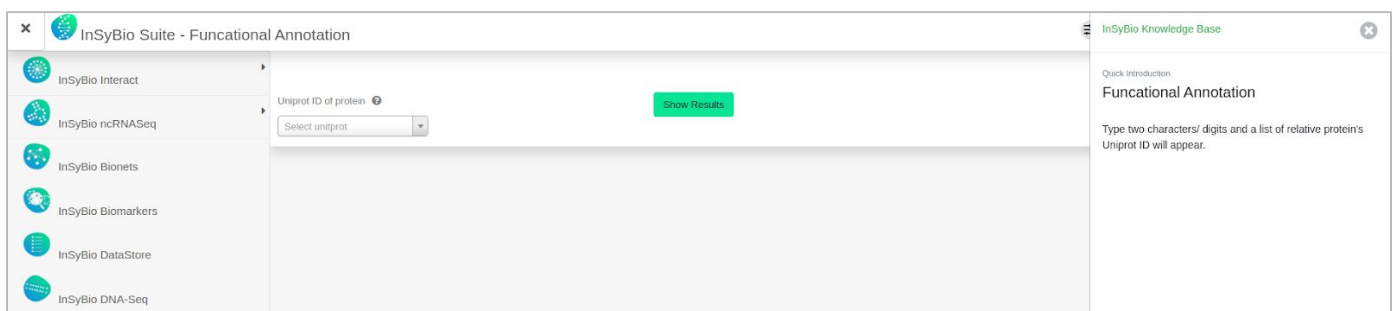 InSyBio Suite - Funcational Annotation
InSyBio Interact
InSyBio ncRNASeq
InSyBio Bionets
InSyBio Biomarkers
InSyBio DataStore
InSyBio DNA-Seq
Uniprot ID of protein
Select unitprot
Show Results
InSyBio Knowledge Base
Quick Introduction
Funcational Annotation
Type two characters/ digits and a list of relative protein's
Uniprot ID will appear.